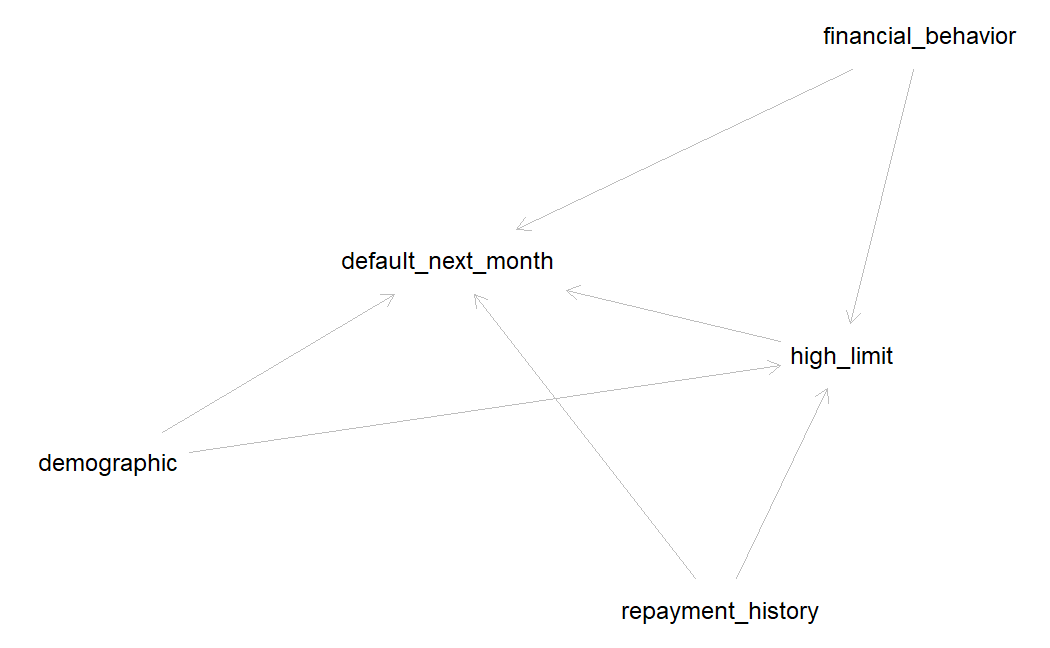 financial_behavior
default_next_month
high_limit
demographic
repayment_history